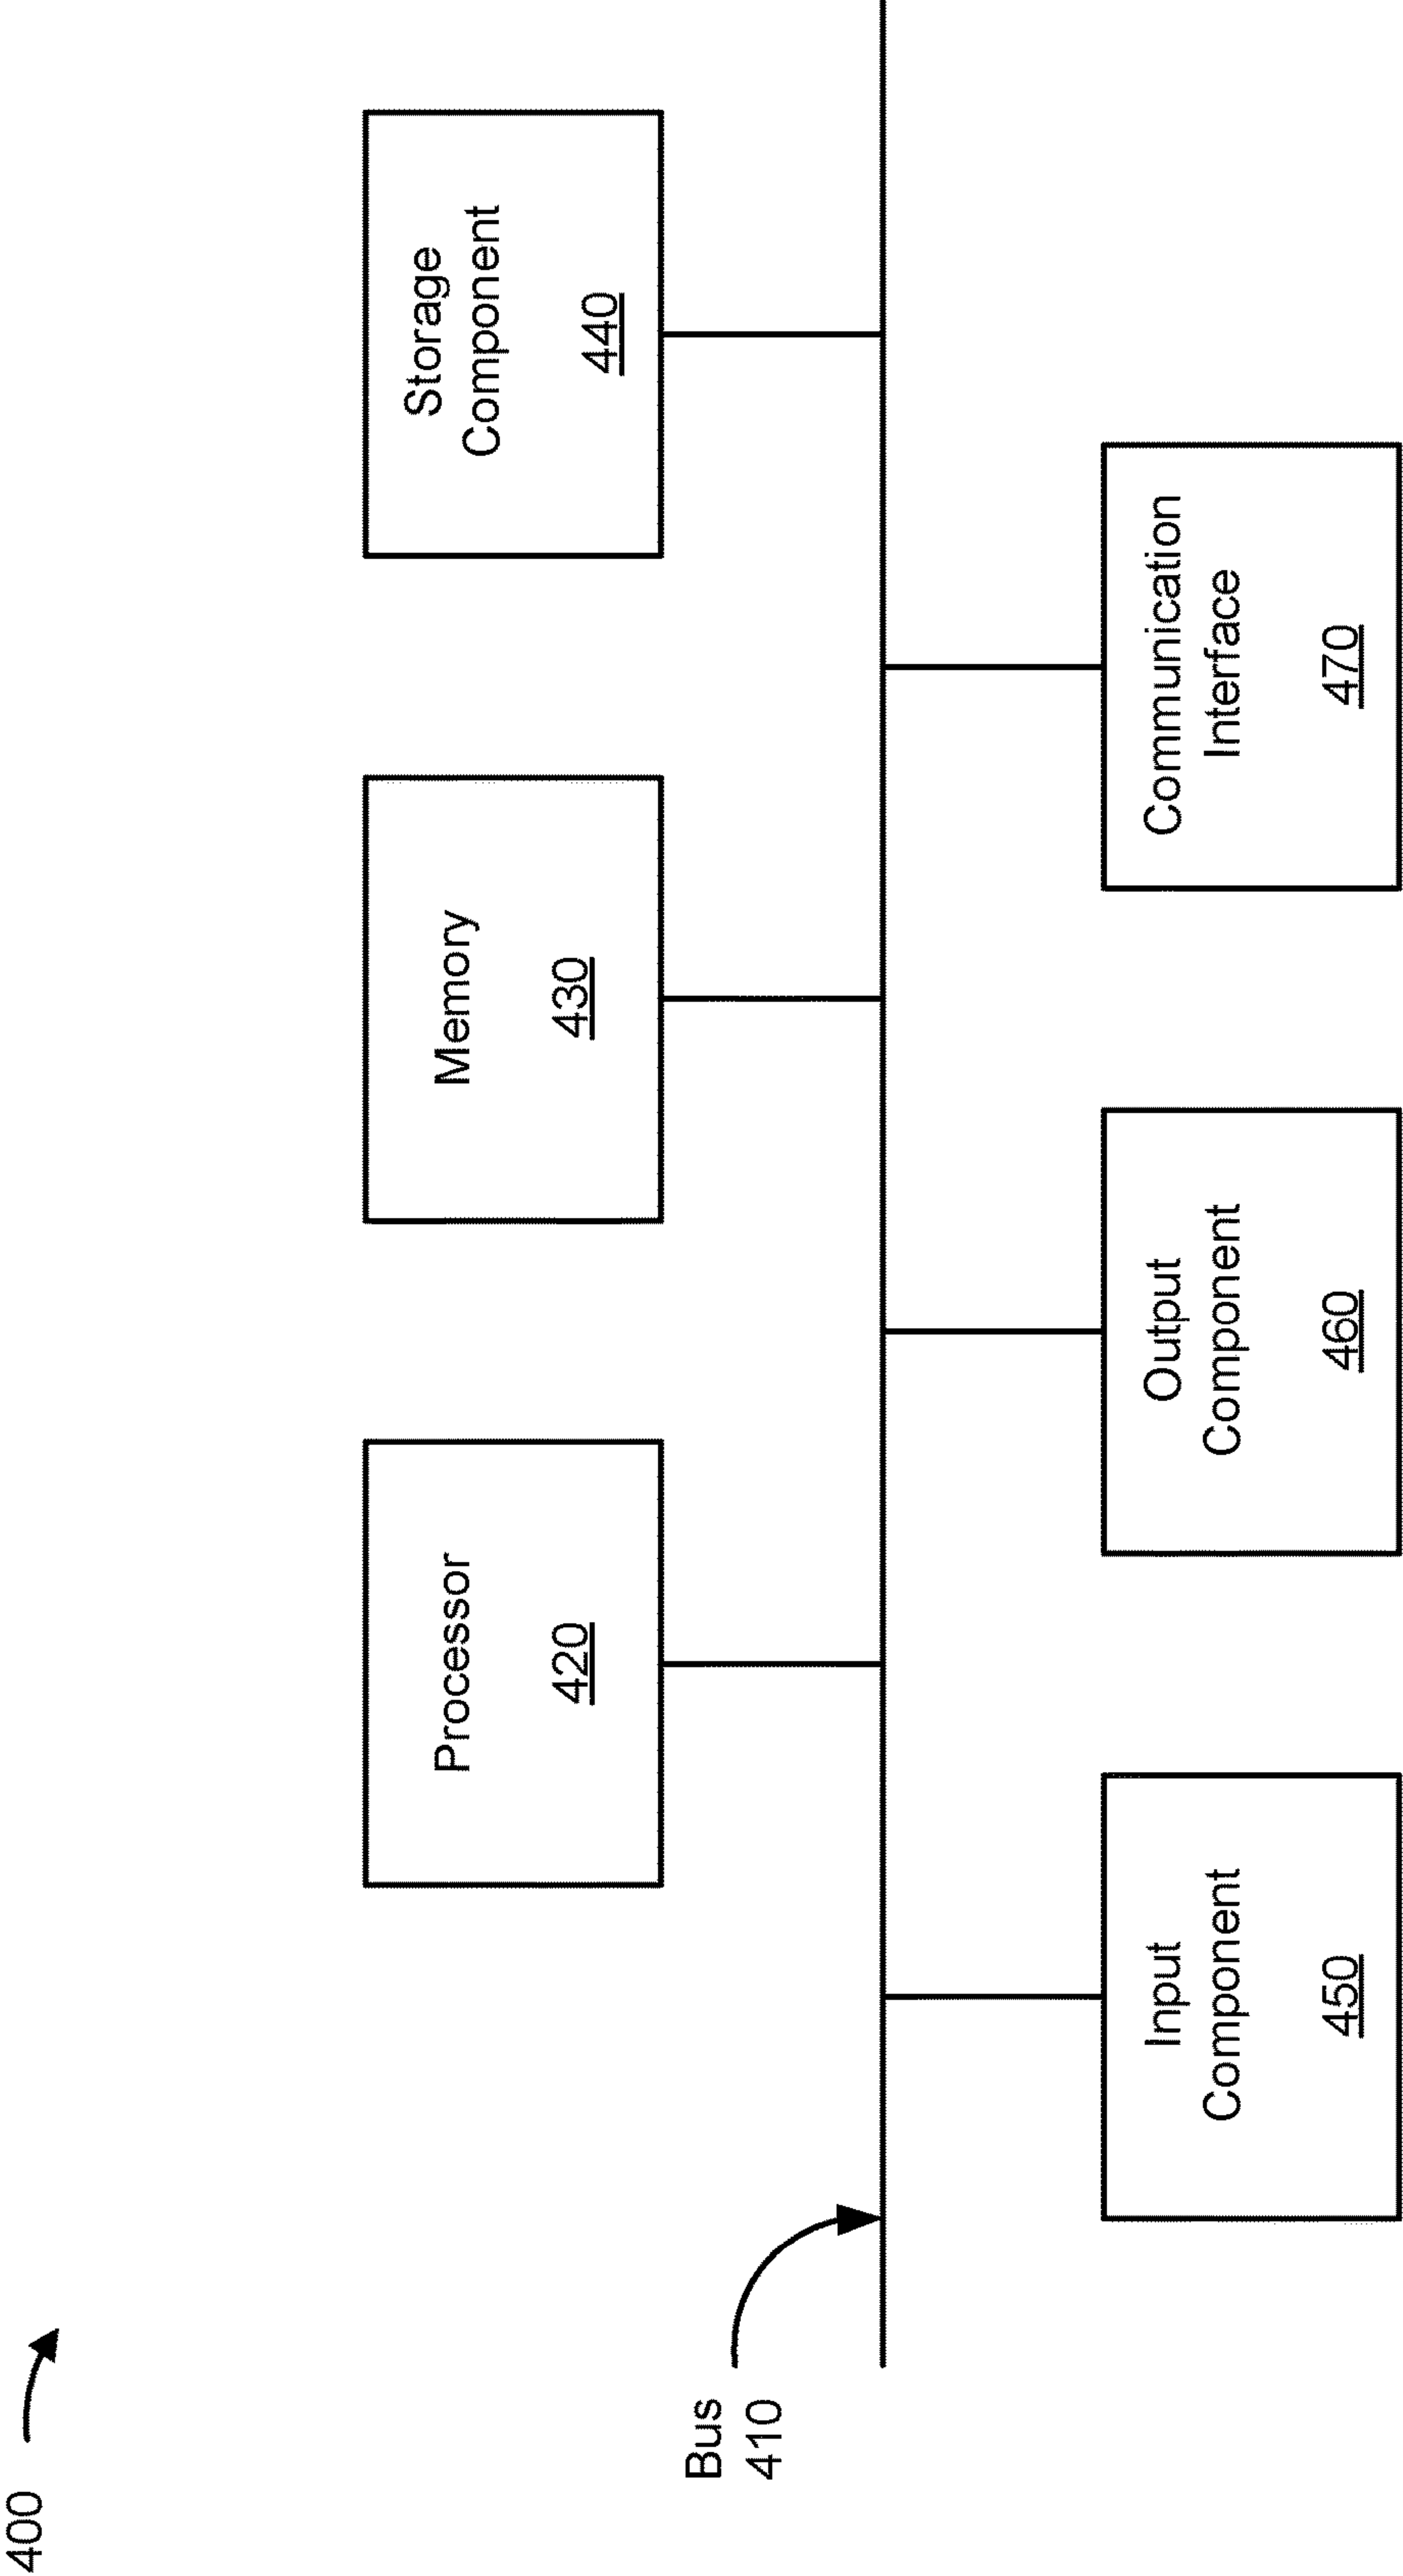 400
Processor
420
Memory
430
Storage
Component
440
Bus
410
Input
Component
450
Output
Component
460
Communication
Interface
470